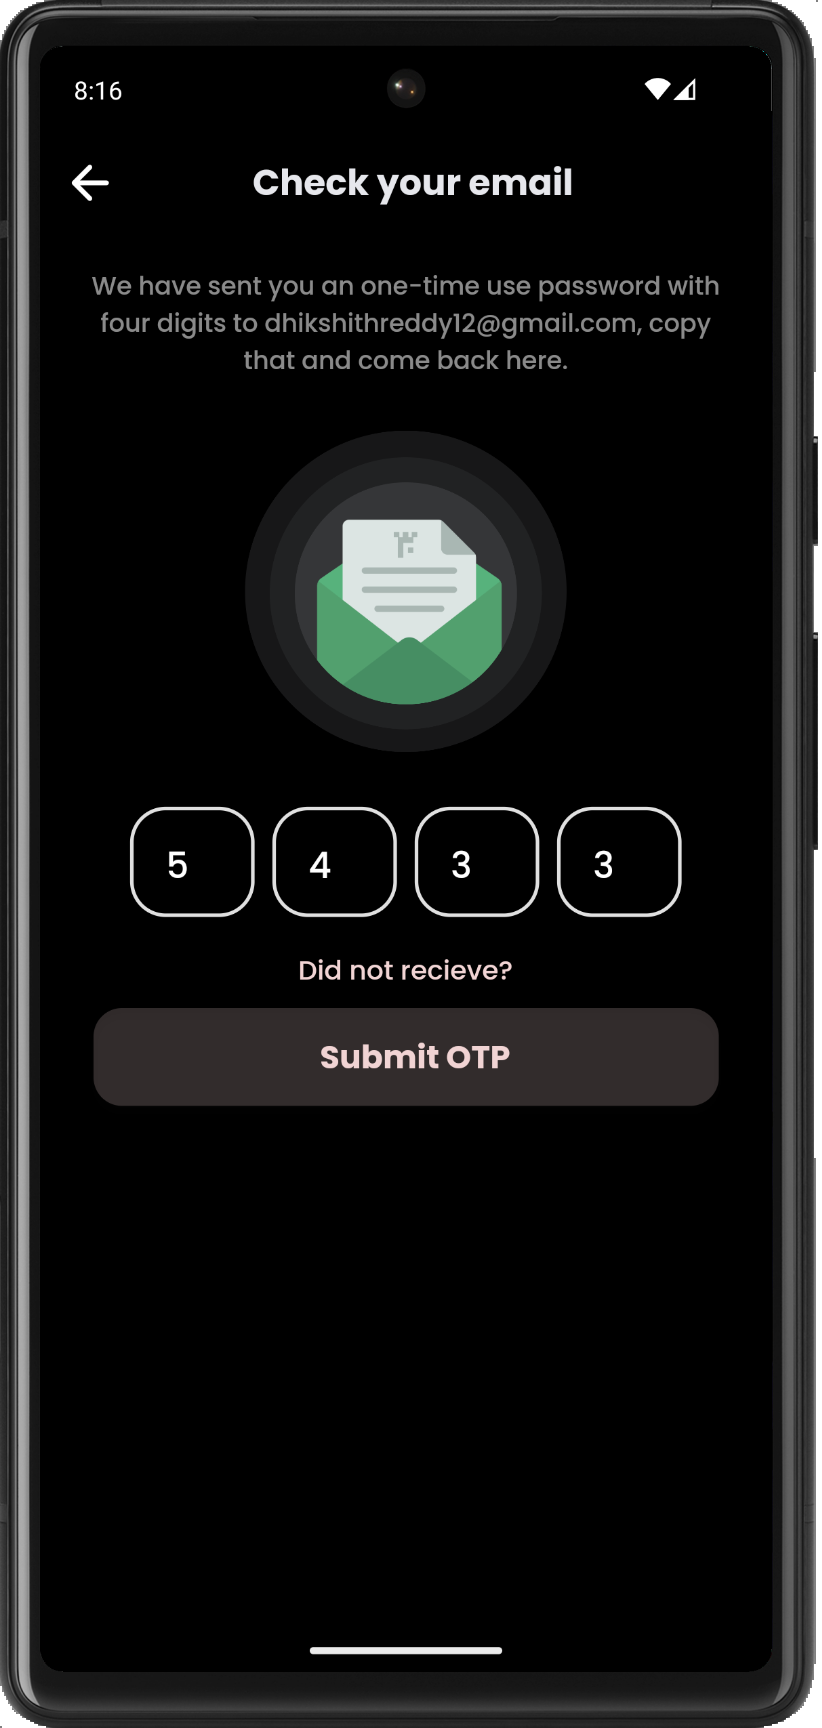 8:16
Check your email
We have sent you an one-time use password with
four digits to dhikshithreddy12@gmail.com, copy
that and come back here.
5 4 3 3
Did not recieve?
Submit OTP